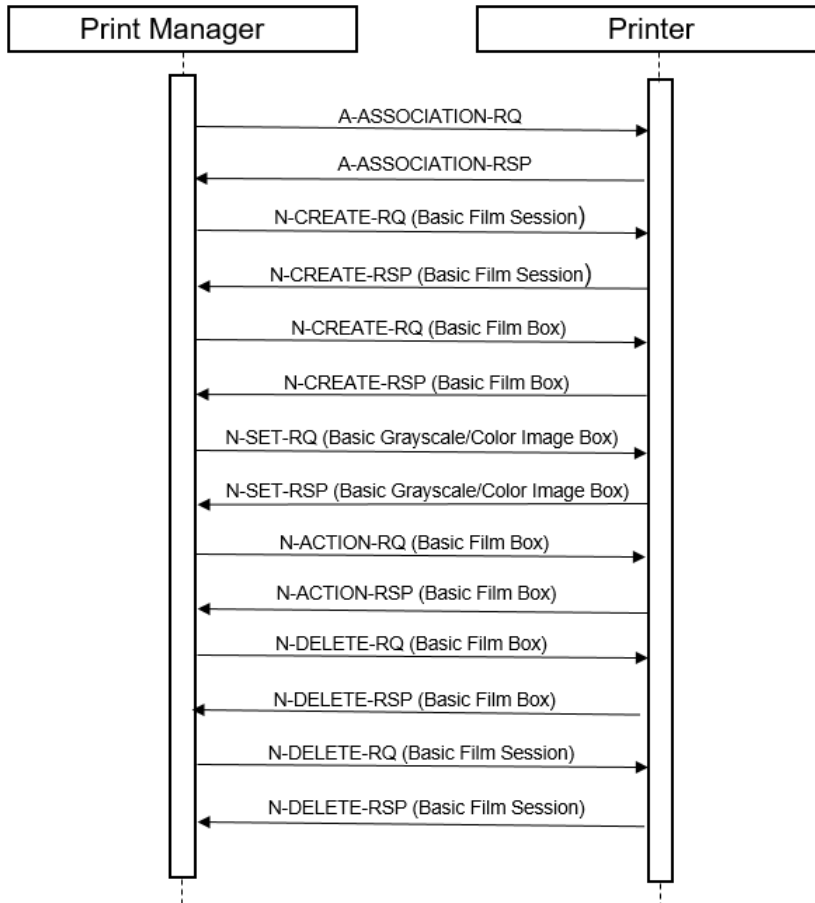 Print Manager
Printer
A-ASSOCIATION-RQ
A-ASSOCIATION-RSP
N-CREATE-RQ (Basic Film Session)
N-CREATE-RSP (Basic Film Session)
N-CREATE-RQ (Basic Film Box)
N-CREATE-RSP (Basic Film Box)
N-SET-RQ (Basic Grayscale/Color Image Box)
N-SET-RSP (Basic Grayscale/Color Image Box)
N-ACTION-RQ (Basic Film Box)
N-ACTION-RSP (Basic Film Box)
N-DELETE-RQ (Basic Film Box)
N-DELETE-RSP (Basic Film Box)
N-DELETE-RQ (Basic Film Session)
N-DELETE-RSP (Basic Film Session)